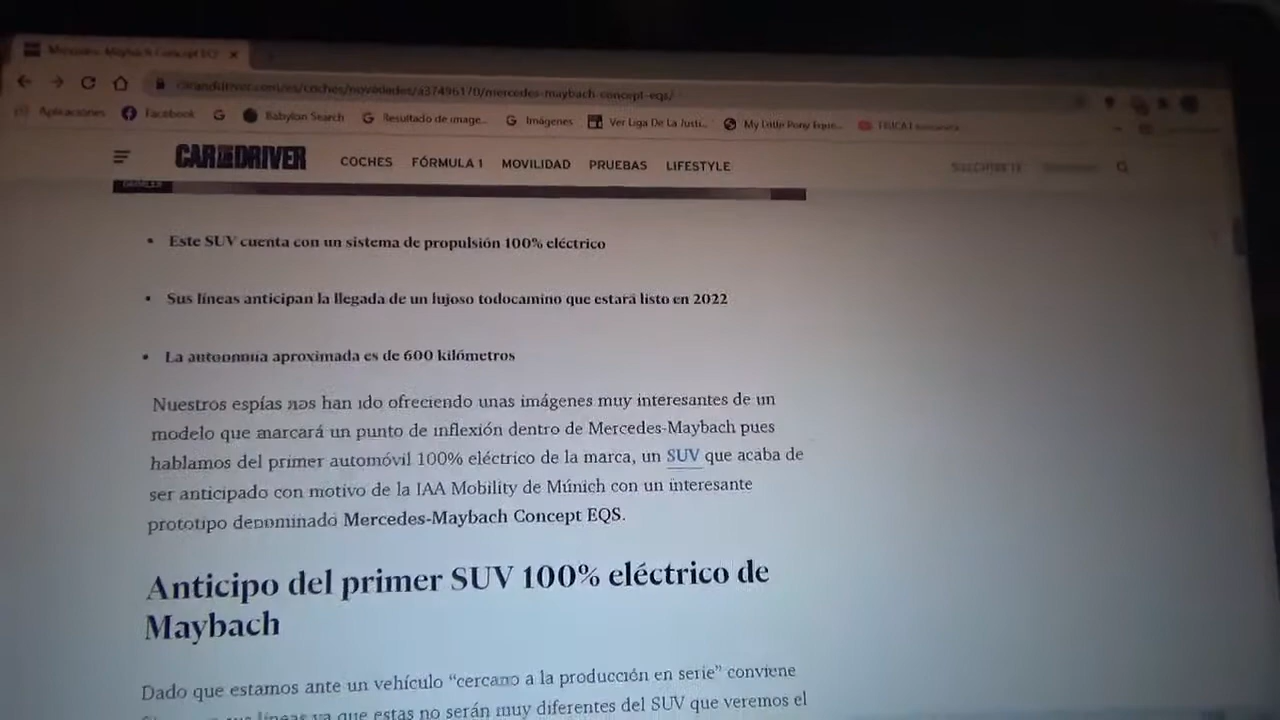 Mercedes-Maybach Concept EQS
carandriver.com/es/coches/novedades/a37496170/mercedes-maybach-concept-eqs/
Aplicaciones Facebook Babylon Search Resultado de image... Imágenes Ver Liga De La Justi... My Little Pony Eque...
CAR AND DRIVER COCHES FÓRMULA 1 MOVILIDAD PRUEBAS LIFESTYLE
DAIMLER
• Este SUV cuenta con un sistema de propulsión 100% eléctrico
• Sus líneas anticipan la llegada de un lujoso todocamino que estará listo en 2022
• La autonomía aproximada es de 600 kilómetros
Nuestros espías nos han ido ofreciendo unas imágenes muy interesantes de un
modelo que marcará un punto de inflexión dentro de Mercedes-Maybach pues
hablamos del primer automóvil 100% eléctrico de la marca, un SUV que acaba de
ser anticipado con motivo de la IAA Mobility de Múnich con un interesante
prototipo denominado Mercedes-Maybach Concept EQS.
Anticipo del primer SUV 100% eléctrico de
Maybach
Dado que estamos ante un vehículo “cercano a la producción en serie” conviene
sus líneas ya que estas no serán muy diferentes del SUV que veremos el